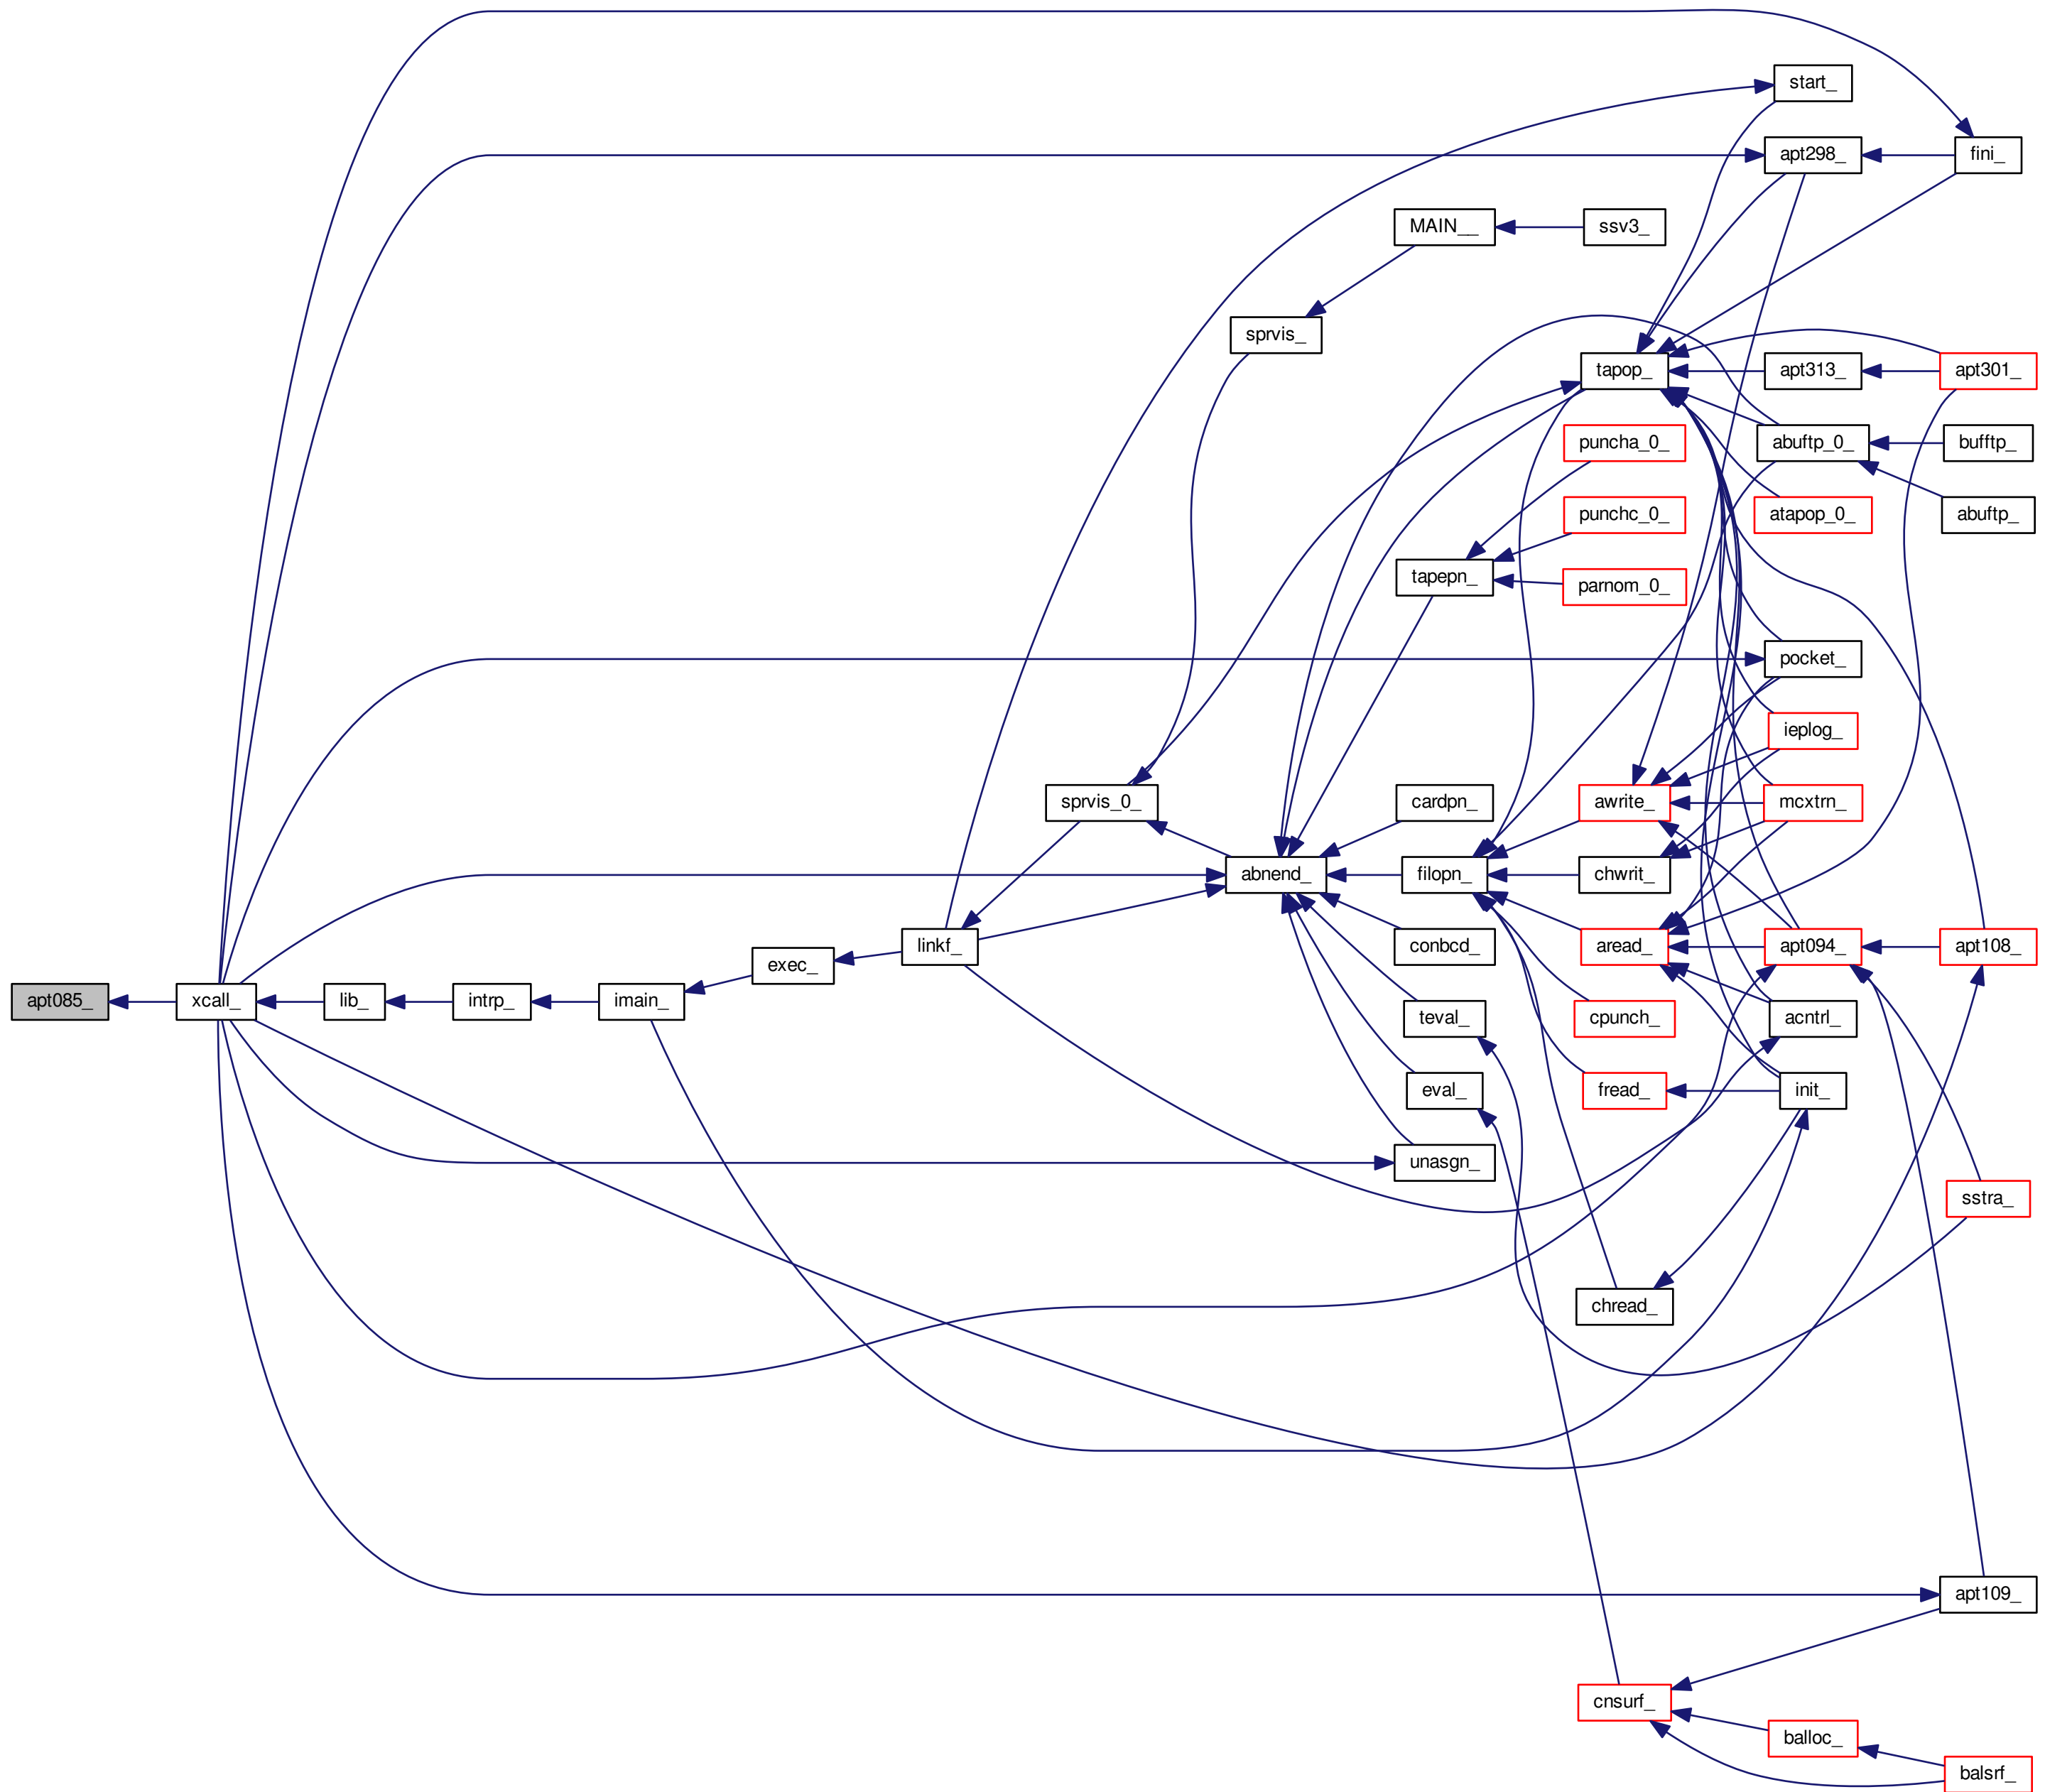 start_
apt298_
fini_
MAIN__
ssv3_
sprvis_
tapop_
apt313_
apt301_
puncha_0_
abuftp_0_
bufftp_
punchc_0_
atapop_0_
abuftp_
tapepn_
parnom_0_
pocket_
ieplog_
sprvis_0_
cardpn_
awrite_
mcxtrn_
abnend_
filopn_
chwrit_
linkf_
conbcd_
aread_
apt094_
apt108_
exec_
apt085_
xcall_
lib_
intrp_
imain_
teval_
cpunch_
acntrl_
eval_
fread_
init_
unasgn_
sstra_
chread_
apt109_
cnsurf_
balloc_
balsrf_